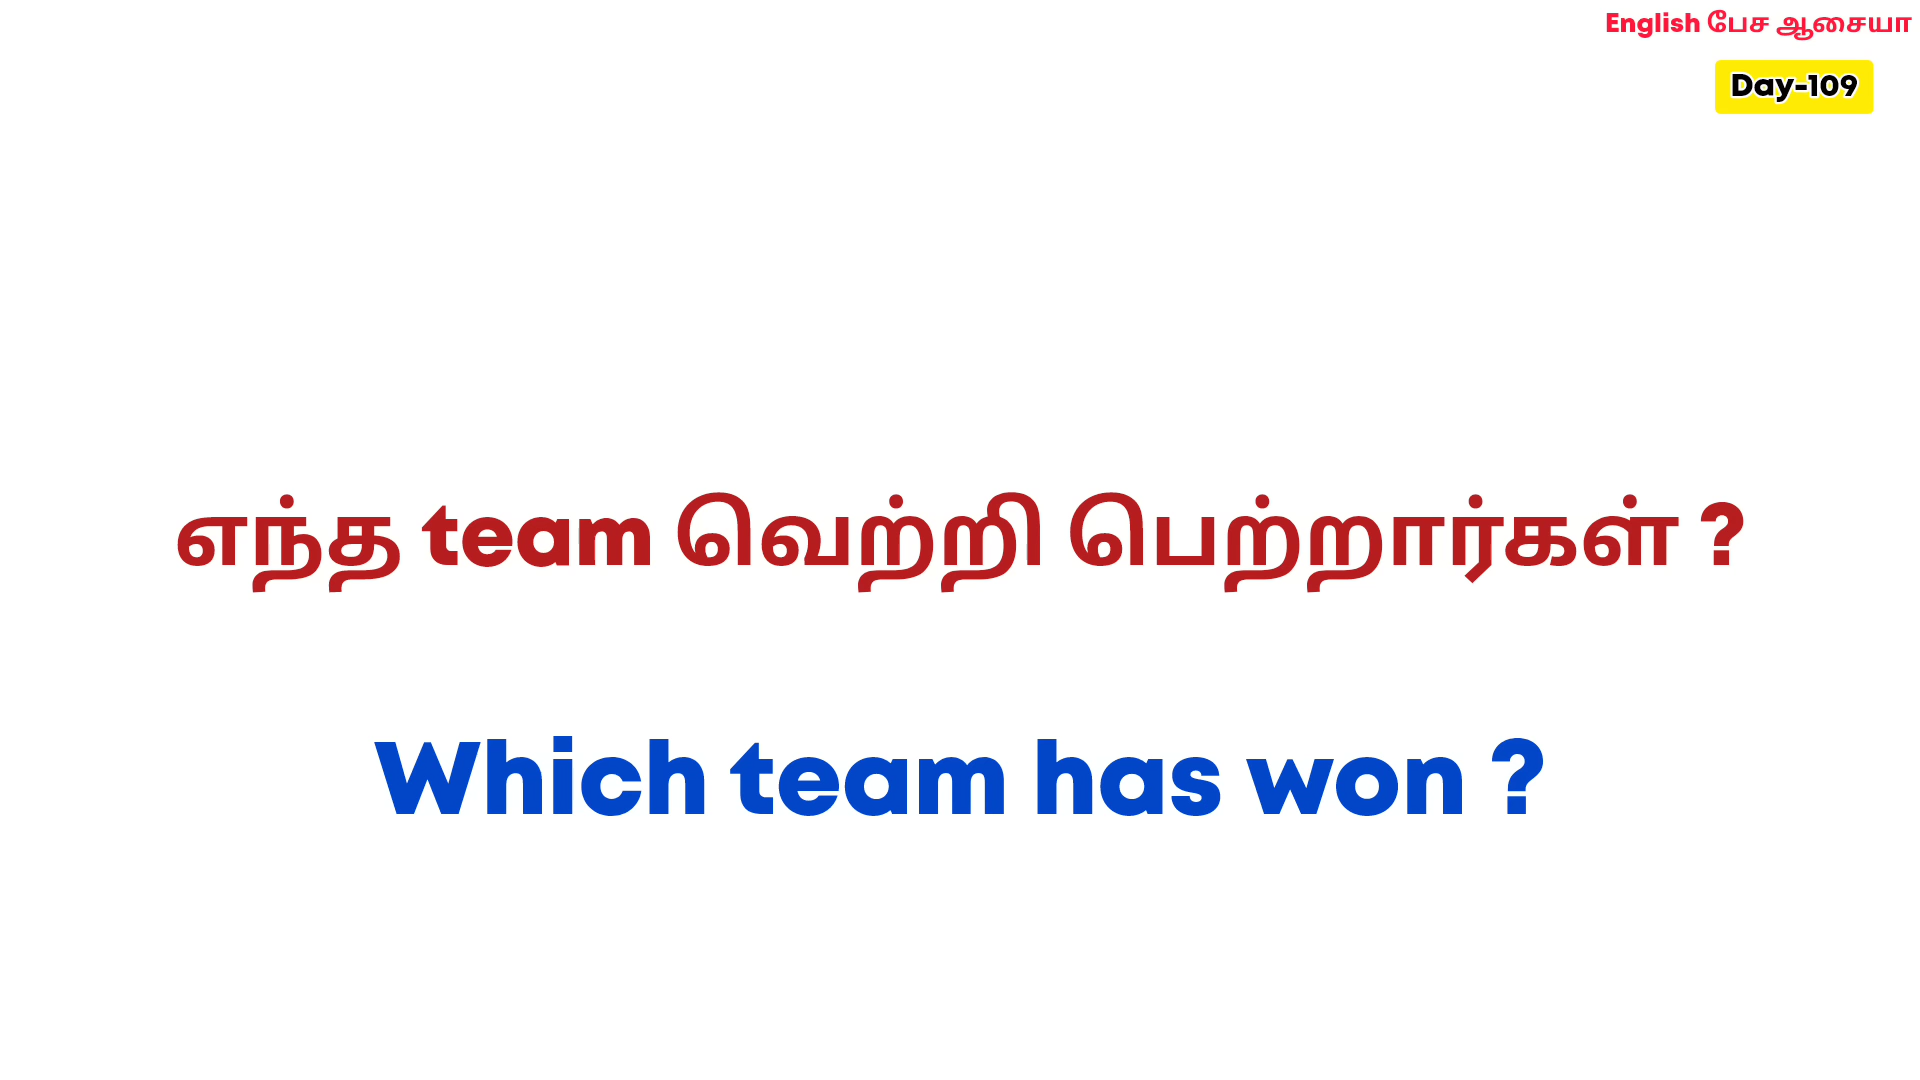 English பேச ஆசையா
Day-109
எந்த team வெற்றி பெற்றார்கள் ?
Which team has won ?